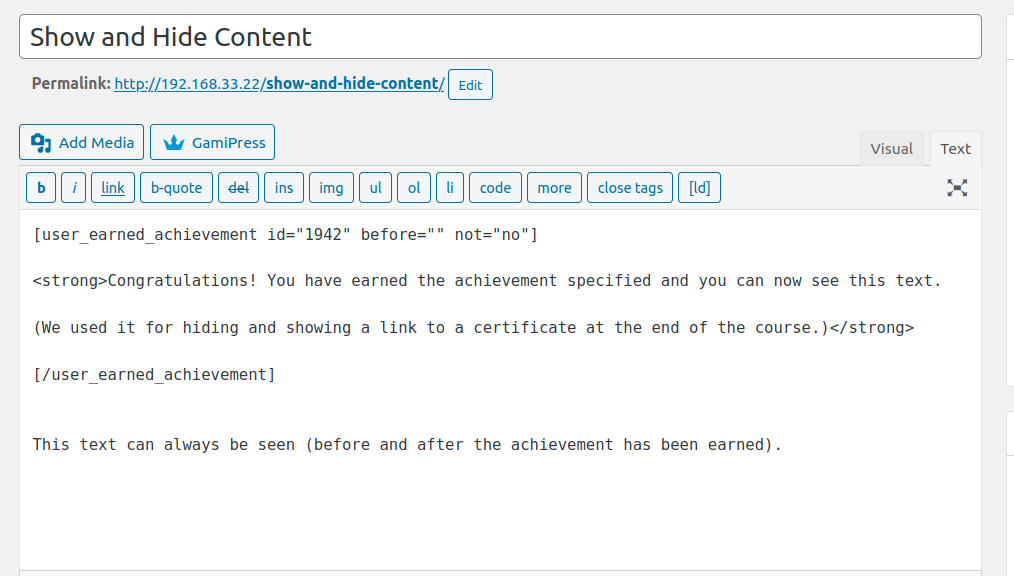 Show and Hide Content
Permalink: http://192.168.33.22/show-and-hide-content/ Edit
Add Media GamiPress Visual Text
b i link b-quote del ins img ul ol li code more close tags [ld]
[user_earned_achievement id="1942" before="" not="no"]
<strong>Congratulations! You have earned the achievement specified and you can now see this text.
(We used it for hiding and showing a link to a certificate at the end of the course.)</strong>
[/user_earned_achievement]
This text can always be seen (before and after the achievement has been earned).